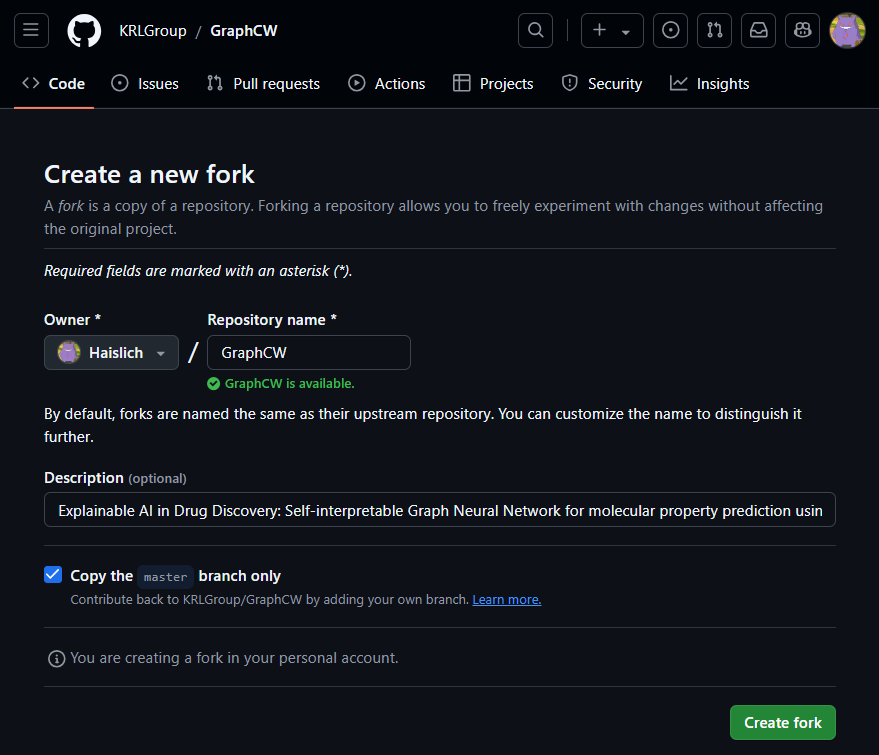 KRLGroup / GraphCW
Code Issues Pull requests Actions Projects Security Insights
Create a new fork
A fork is a copy of a repository. Forking a repository allows you to freely experiment with changes without affecting
the original project.
Required fields are marked with an asterisk (*).
Owner * Repository name *
Haislich / GraphCW
GraphCW is available.
By default, forks are named the same as their upstream repository. You can customize the name to distinguish it
further.
Description (optional)
Explainable AI in Drug Discovery: Self-interpretable Graph Neural Network for molecular property prediction usin
Copy the master branch only
Contribute back to KRLGroup/GraphCW by adding your own branch. Learn more.
You are creating a fork in your personal account.
Create fork